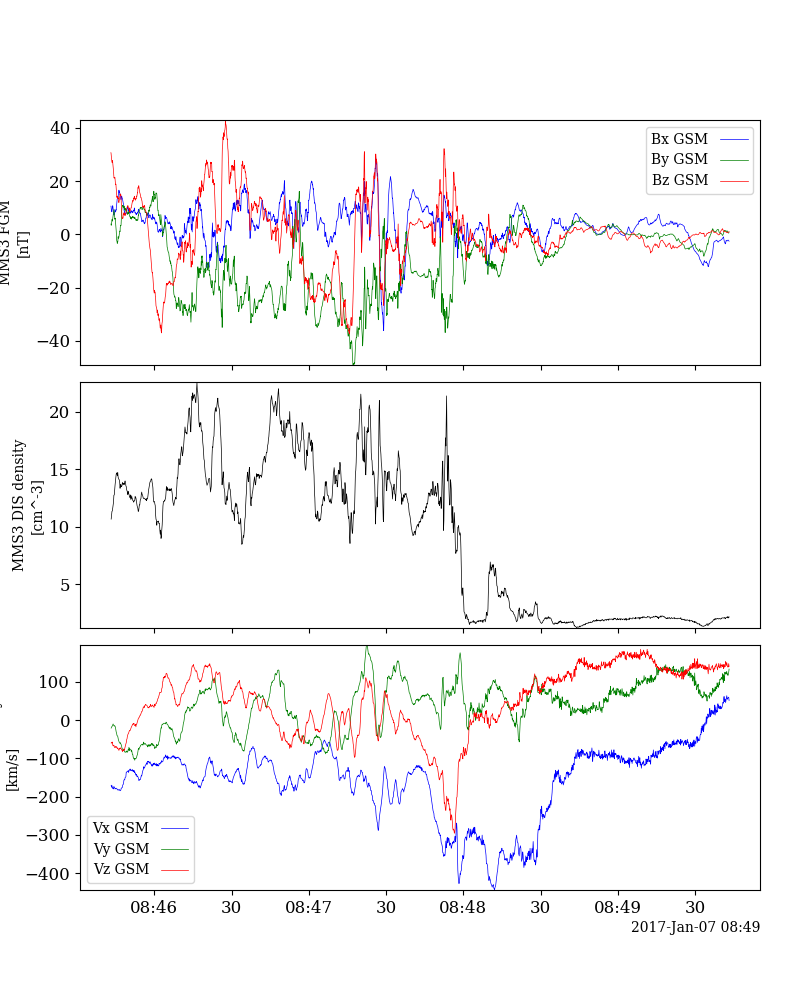 40
20
0
−20
−40
MMS3 FGM
[nT]
Bx GSM
By GSM
Bz GSM
20
15
10
5
MMS3 DIS density
[cm^-3]
100
0
−100
−200
−300
−400
[km/s]
Vx GSM
Vy GSM
Vz GSM
08:46 30 08:47 30 08:48 30 08:49 30
2017-Jan-07 08:49